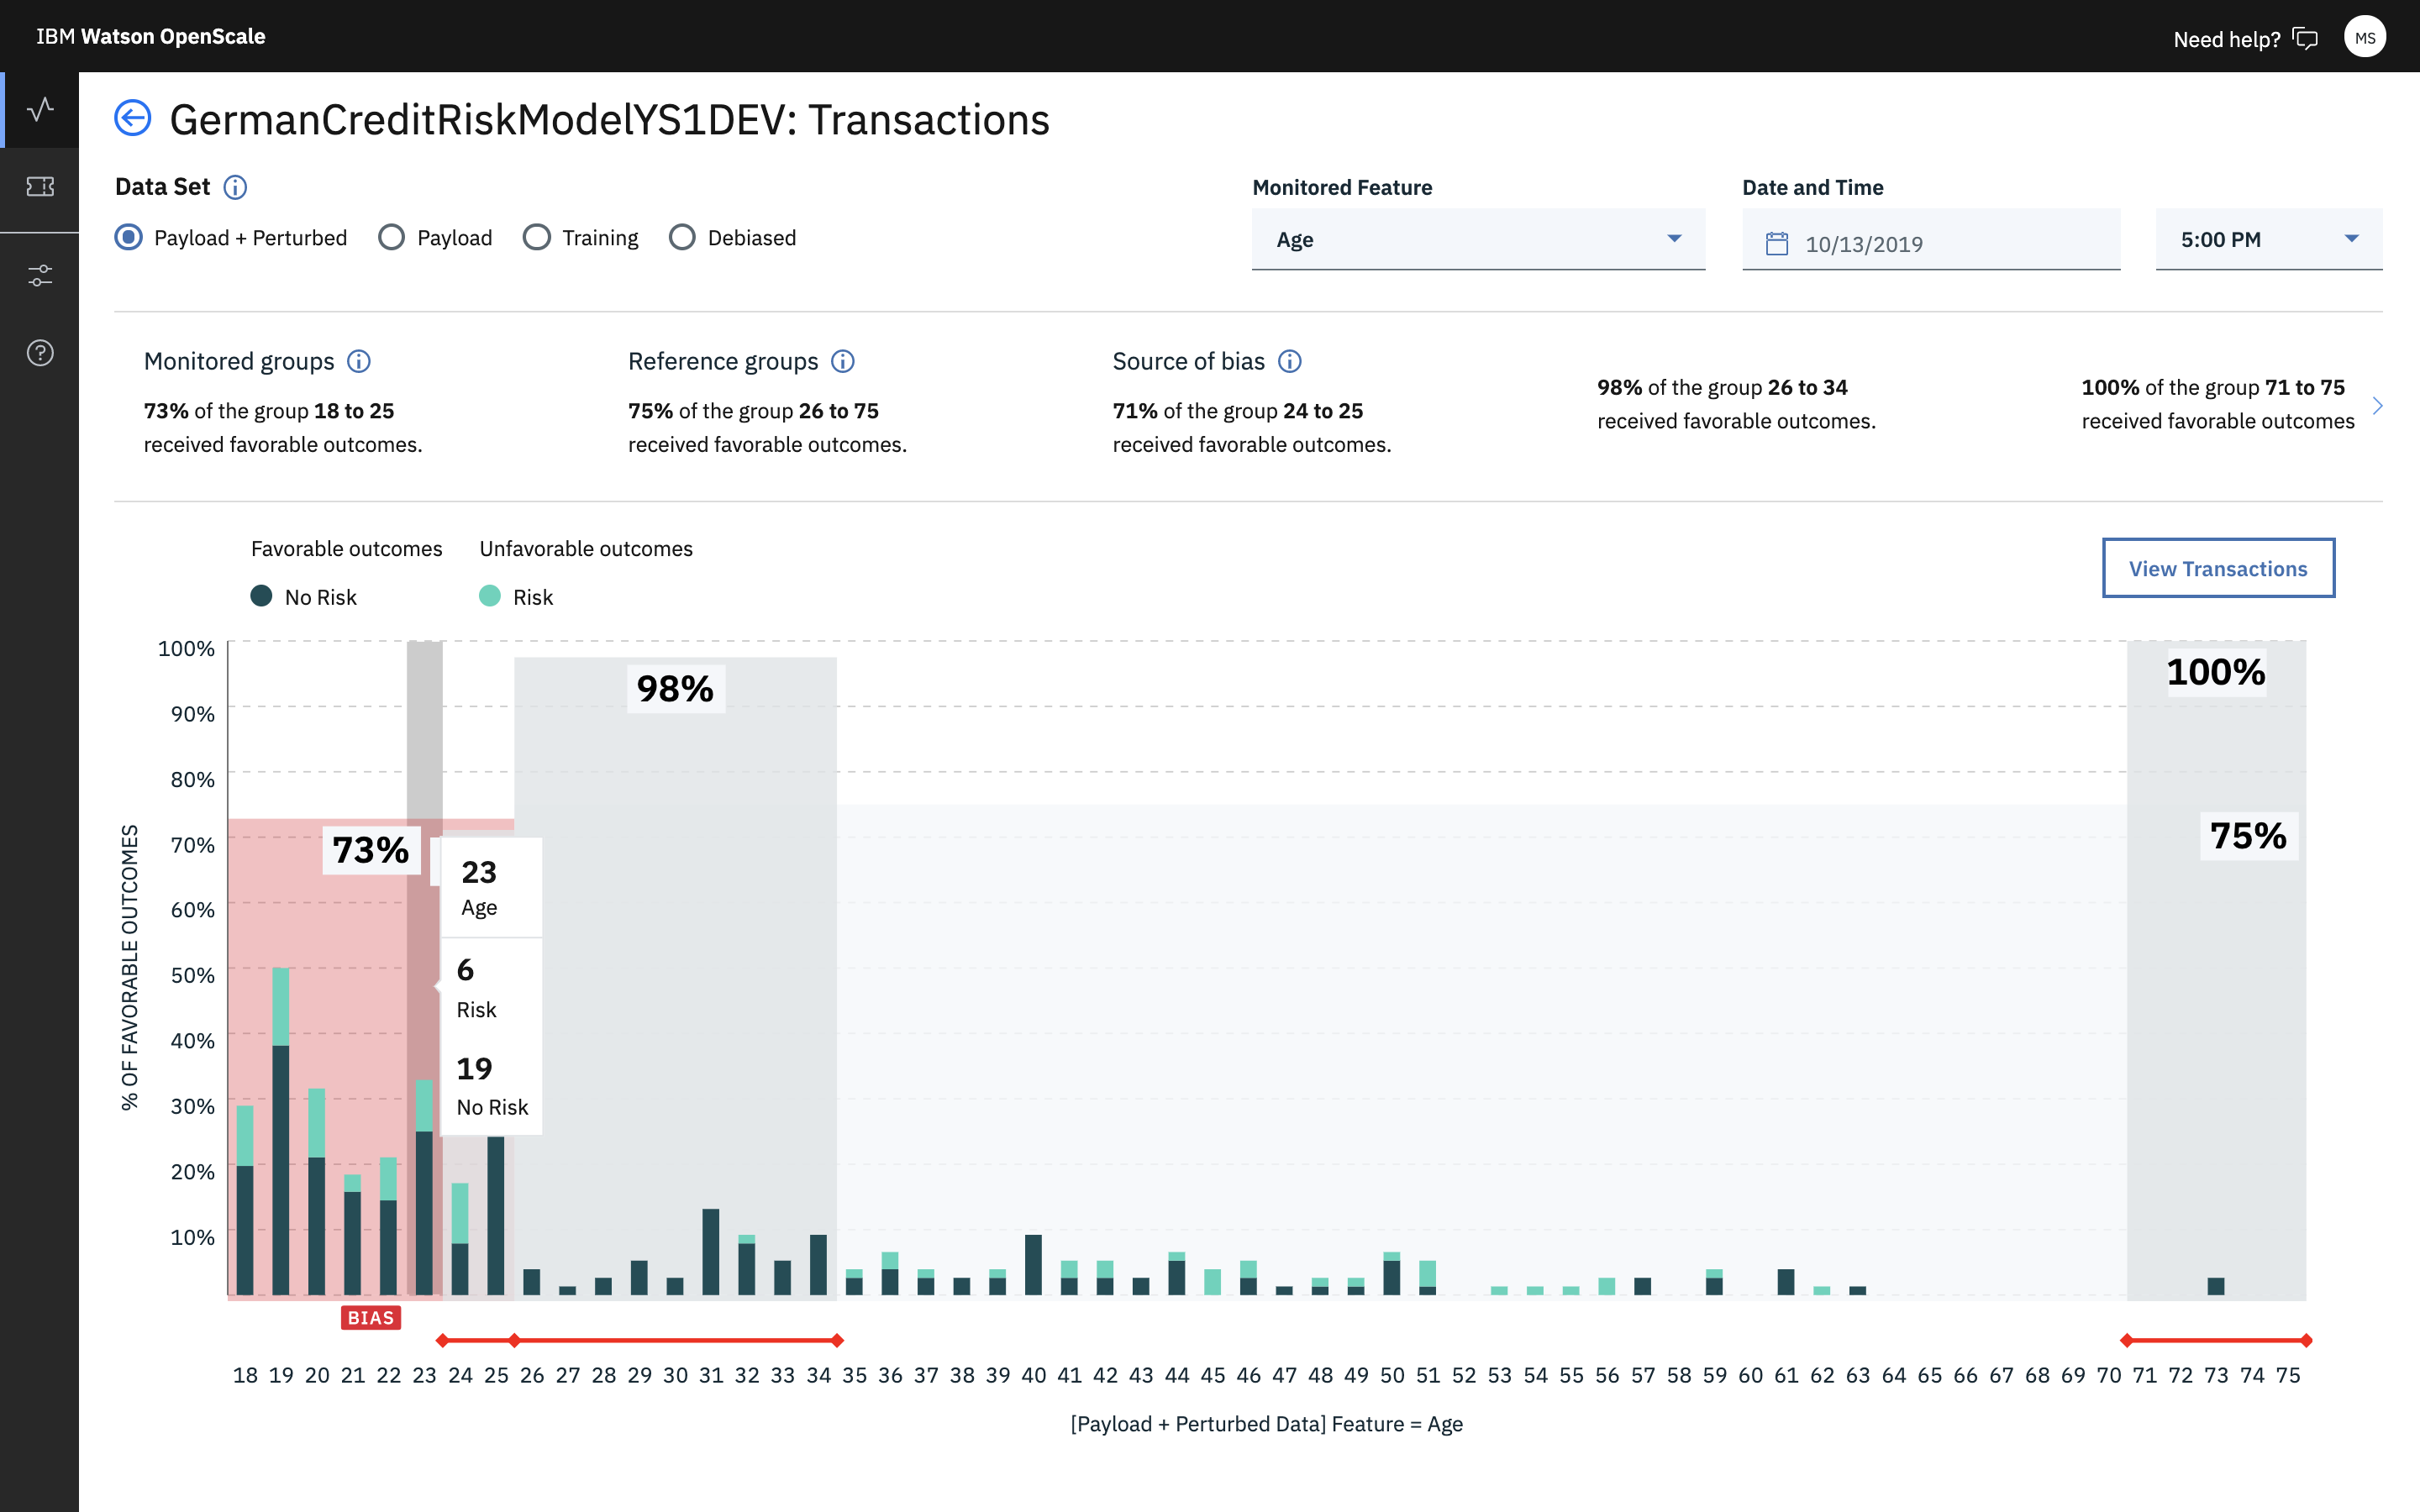 IBM Watson OpenScale
Need help?
MS
GermanCreditRiskModelYS1DEV: Transactions
Data Set
Payload + Perturbed
Payload
Training
Debiased
Monitored Feature
Age
Date and Time
10/13/2019
5:00 PM
Monitored groups
73% of the group 18 to 25
received favorable outcomes.
Reference groups
75% of the group 26 to 75
received favorable outcomes.
Source of bias
71% of the group 24 to 25
received favorable outcomes.
98% of the group 26 to 34
received favorable outcomes.
100% of the group 71 to 75
received favorable outcomes
Favorable outcomes
No Risk
Unfavorable outcomes
Risk
View Transactions
% OF FAVORABLE OUTCOMES
100%
90%
80%
70%
60%
50%
40%
30%
20%
10%
98%
100%
73%
75%
23
Age
6
Risk
19
No Risk
BIAS
18 19 20 21 22 23 24 25 26 27 28 29 30 31 32 33 34 35 36 37 38 39 40 41 42 43 44 45 46 47 48 49 50 51 52 53 54 55 56 57 58 59 60 61 62 63 64 65 66 67 68 69 70 71 72 73 74 75
[Payload + Perturbed Data] Feature = Age